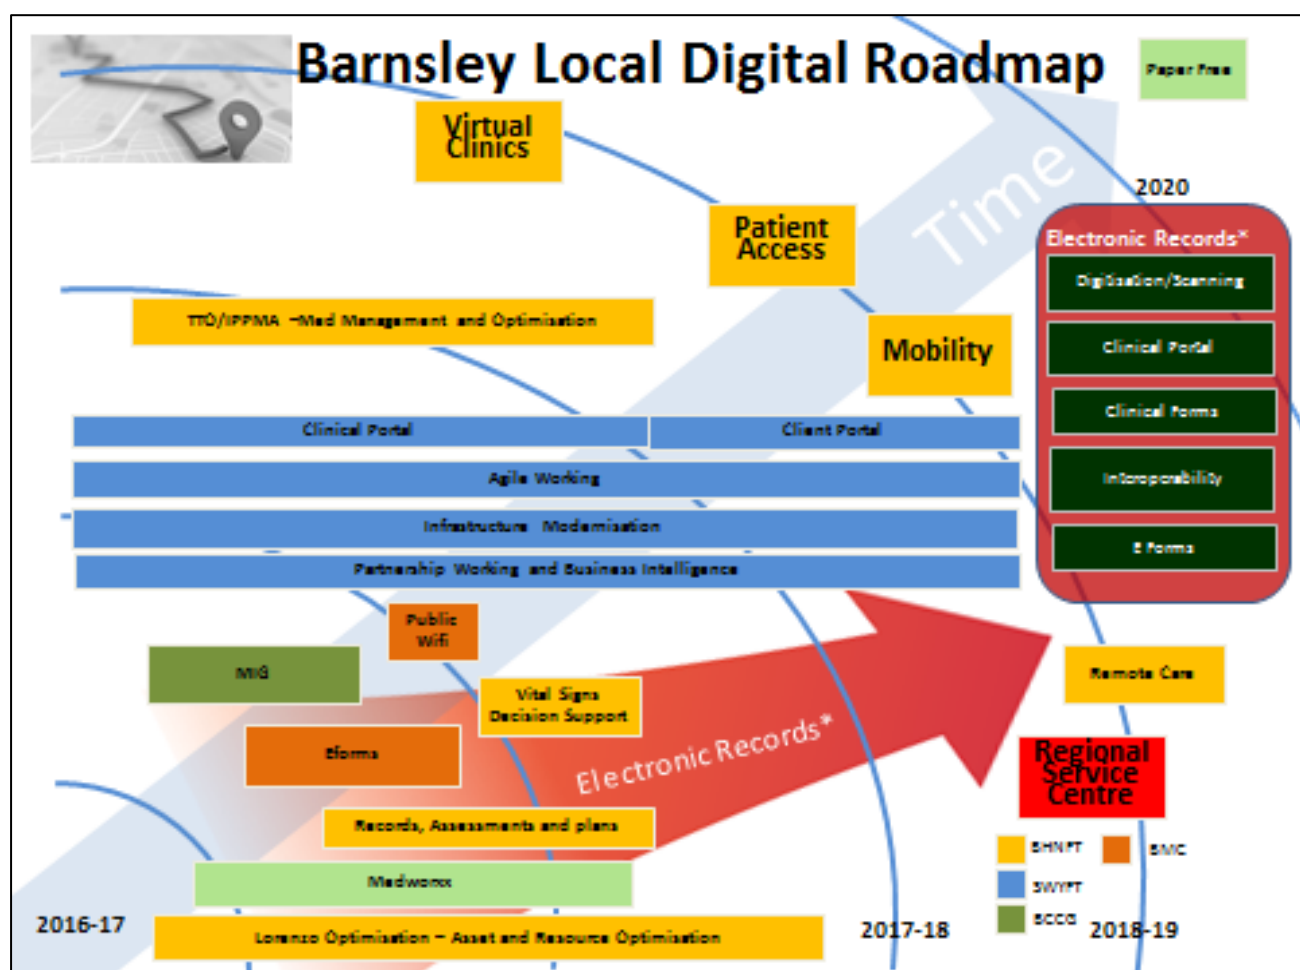 Barnsley Local Digital Roadmap
Paper Free
Virtual
Clinics
Time
2020
Patient
Access
Electronic Records*
Digitisation/Scanning
TTO/IPPMA –Med Management and Optimisation
Mobility
Clinical Portal
Clinical Forms
Clinical Portal
Client Portal
Agile Working
Interoperability
Infrastructure Modernisation
E Forms
Partnership Working and Business Intelligence
Public
Wifi
MIG
Vital Signs
Decision Support
Remote Care
Eforms
Electronic Records*
Regional
Service
Centre
Records, Assessments and plans
BHNFT
BMC
Medworxx
SWYFT
BCCG
2016-17
Lorenzo Optimisation – Asset and Resource Optimisation
2017-18
2018-19